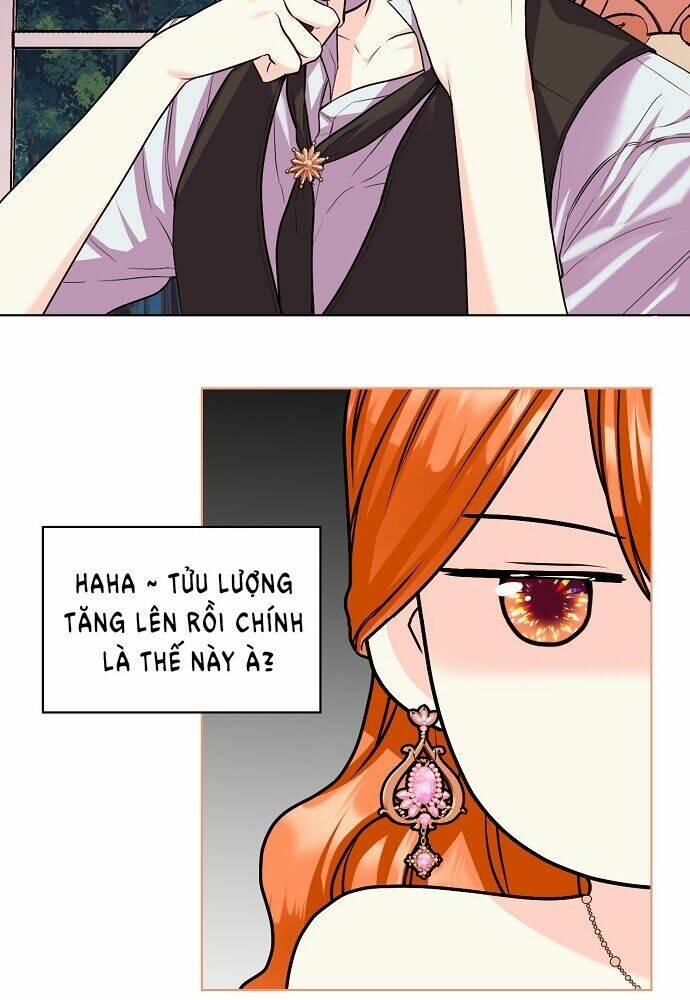 HAHA ~ TỬU LƯỢNG
TĂNG LÊN RỒI CHÍNH
LÀ THẾ NÀY À?